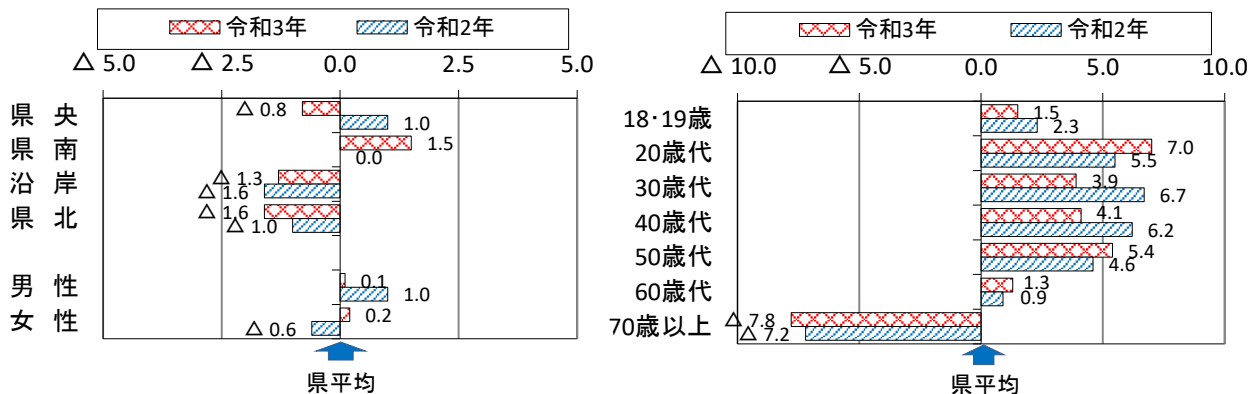 令和3年 令和2年
△ 5.0 △ 2.5 0.0 2.5 5.0
県 央 △ 0.8
1.0
県 南 1.5
0.0
沿 岸 △ 1.3
△ 1.6
県 北 △ 1.6
△ 1.0
男 性 0.1
1.0
女 性 0.2
△ 0.6
県平均
令和3年 令和2年
△ 10.0 △ 5.0 0.0 5.0 10.0
18・19歳 1.5
2.3
20歳代 7.0
5.5
30歳代 3.9
6.7
40歳代 4.1
6.2
50歳代 5.4
4.6
60歳代 1.3
0.9
70歳以上 △ 7.8
△ 7.2
県平均